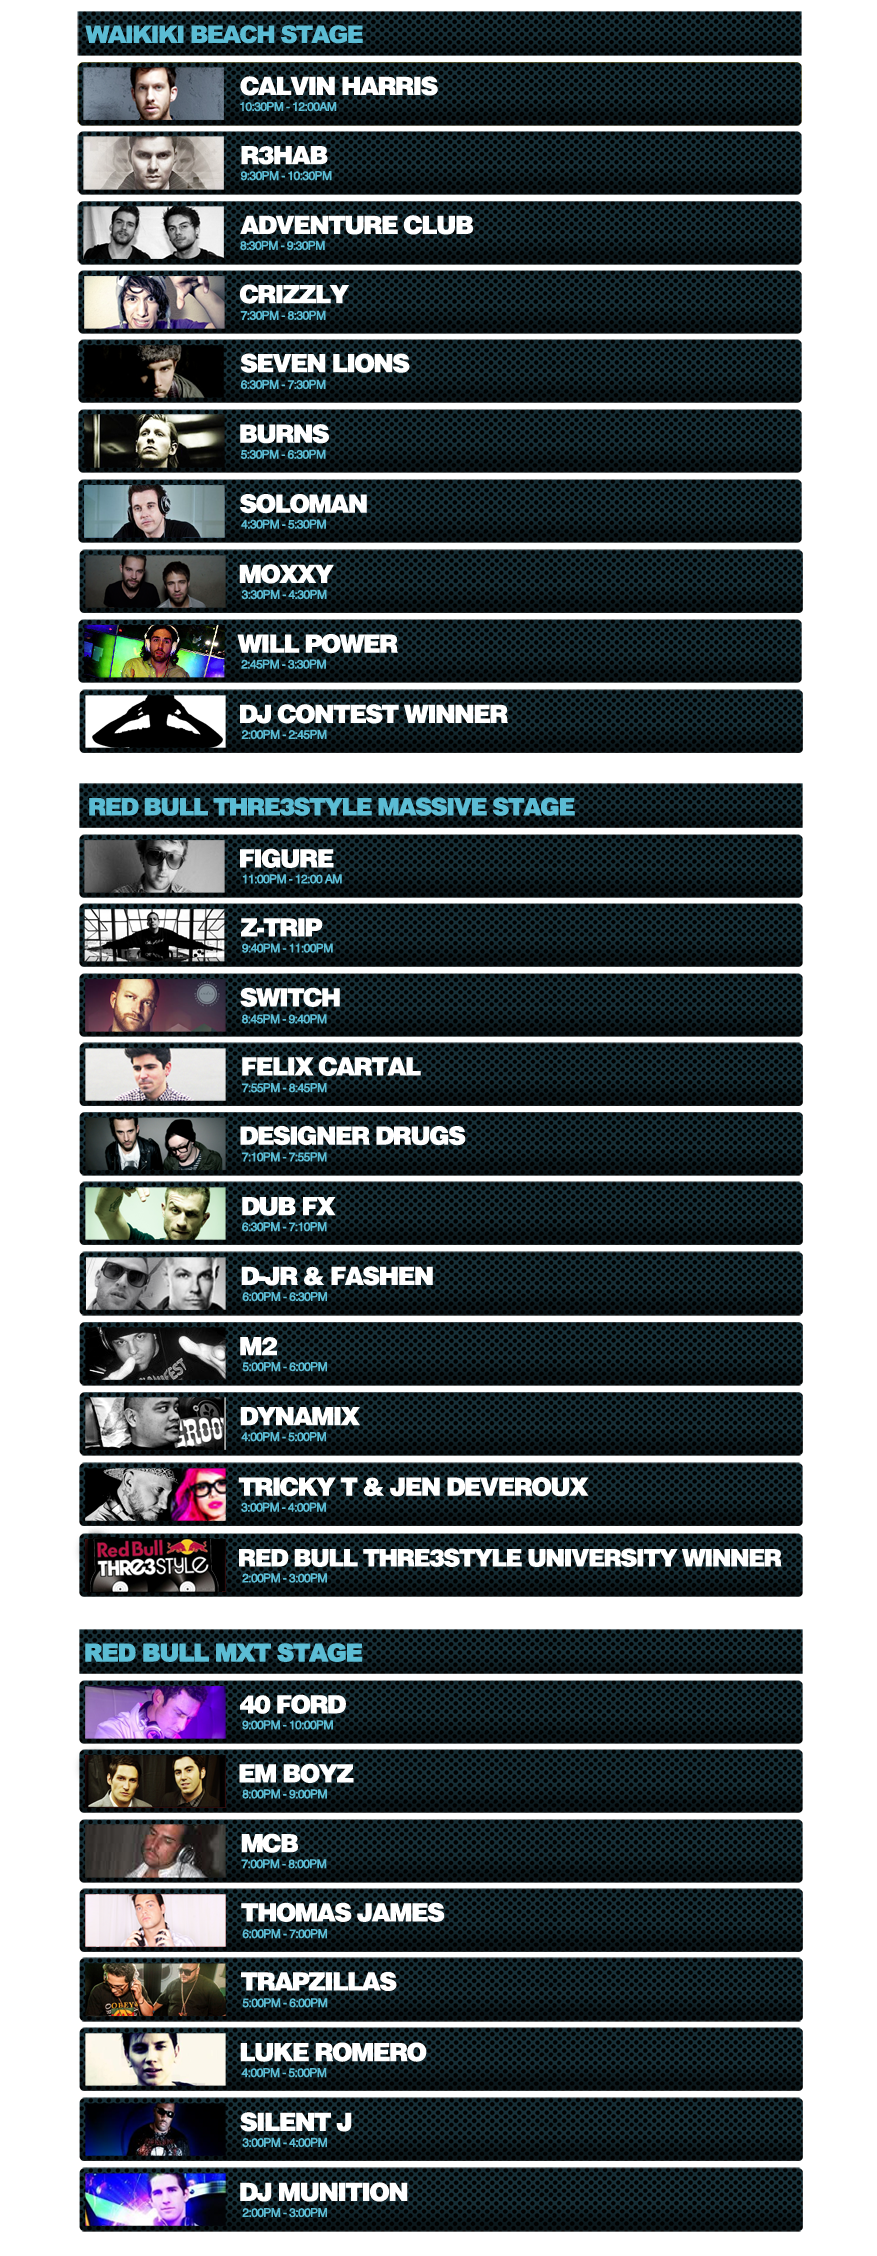 WAIKIKI BEACH STAGE
CALVIN HARRIS
10:30PM - 12:00AM
R3HAB
9:30PM - 10:30PM
ADVENTURE CLUB
8:30PM - 9:30PM
CRIZZLY
7:30PM - 8:30PM
SEVEN LIONS
6:30PM - 7:30PM
BURNS
5:30PM - 6:30PM
SOLOMAN
4:30PM - 5:30PM
MOXXY
3:30PM - 4:30PM
WILL POWER
2:45PM - 3:30PM
DJ CONTEST WINNER
2:00PM - 2:45PM
RED BULL THRE3STYLE MASSIVE STAGE
FIGURE
11:00PM - 12:00 AM
Z-TRIP
9:40PM - 11:00PM
SWITCH
8:45PM - 9:40PM
FELIX CARTAL
7:55PM - 8:45PM
DESIGNER DRUGS
7:10PM - 7:55PM
DUB FX
6:30PM - 7:10PM
D-JR & FASHEN
6:00PM - 6:30PM
M2
5:00PM - 6:00PM
DYNAMIX
4:00PM - 5:00PM
TRICKY T & JEN DEVEROUX
3:00PM - 4:00PM
Red Bull
THRE3STYLE
RED BULL THRE3STYLE UNIVERSITY WINNER
2:00PM - 3:00PM
RED BULL MXT STAGE
40 FORD
9:00PM - 10:00PM
EM BOYZ
8:00PM - 9:00PM
MCB
7:00PM - 8:00PM
THOMAS JAMES
6:00PM - 7:00PM
OBEY
TRAPZILLAS
5:00PM - 6:00PM
LUKE ROMERO
4:00PM - 5:00PM
SILENT J
3:00PM - 4:00PM
DJ MUNITION
2:00PM - 3:00PM